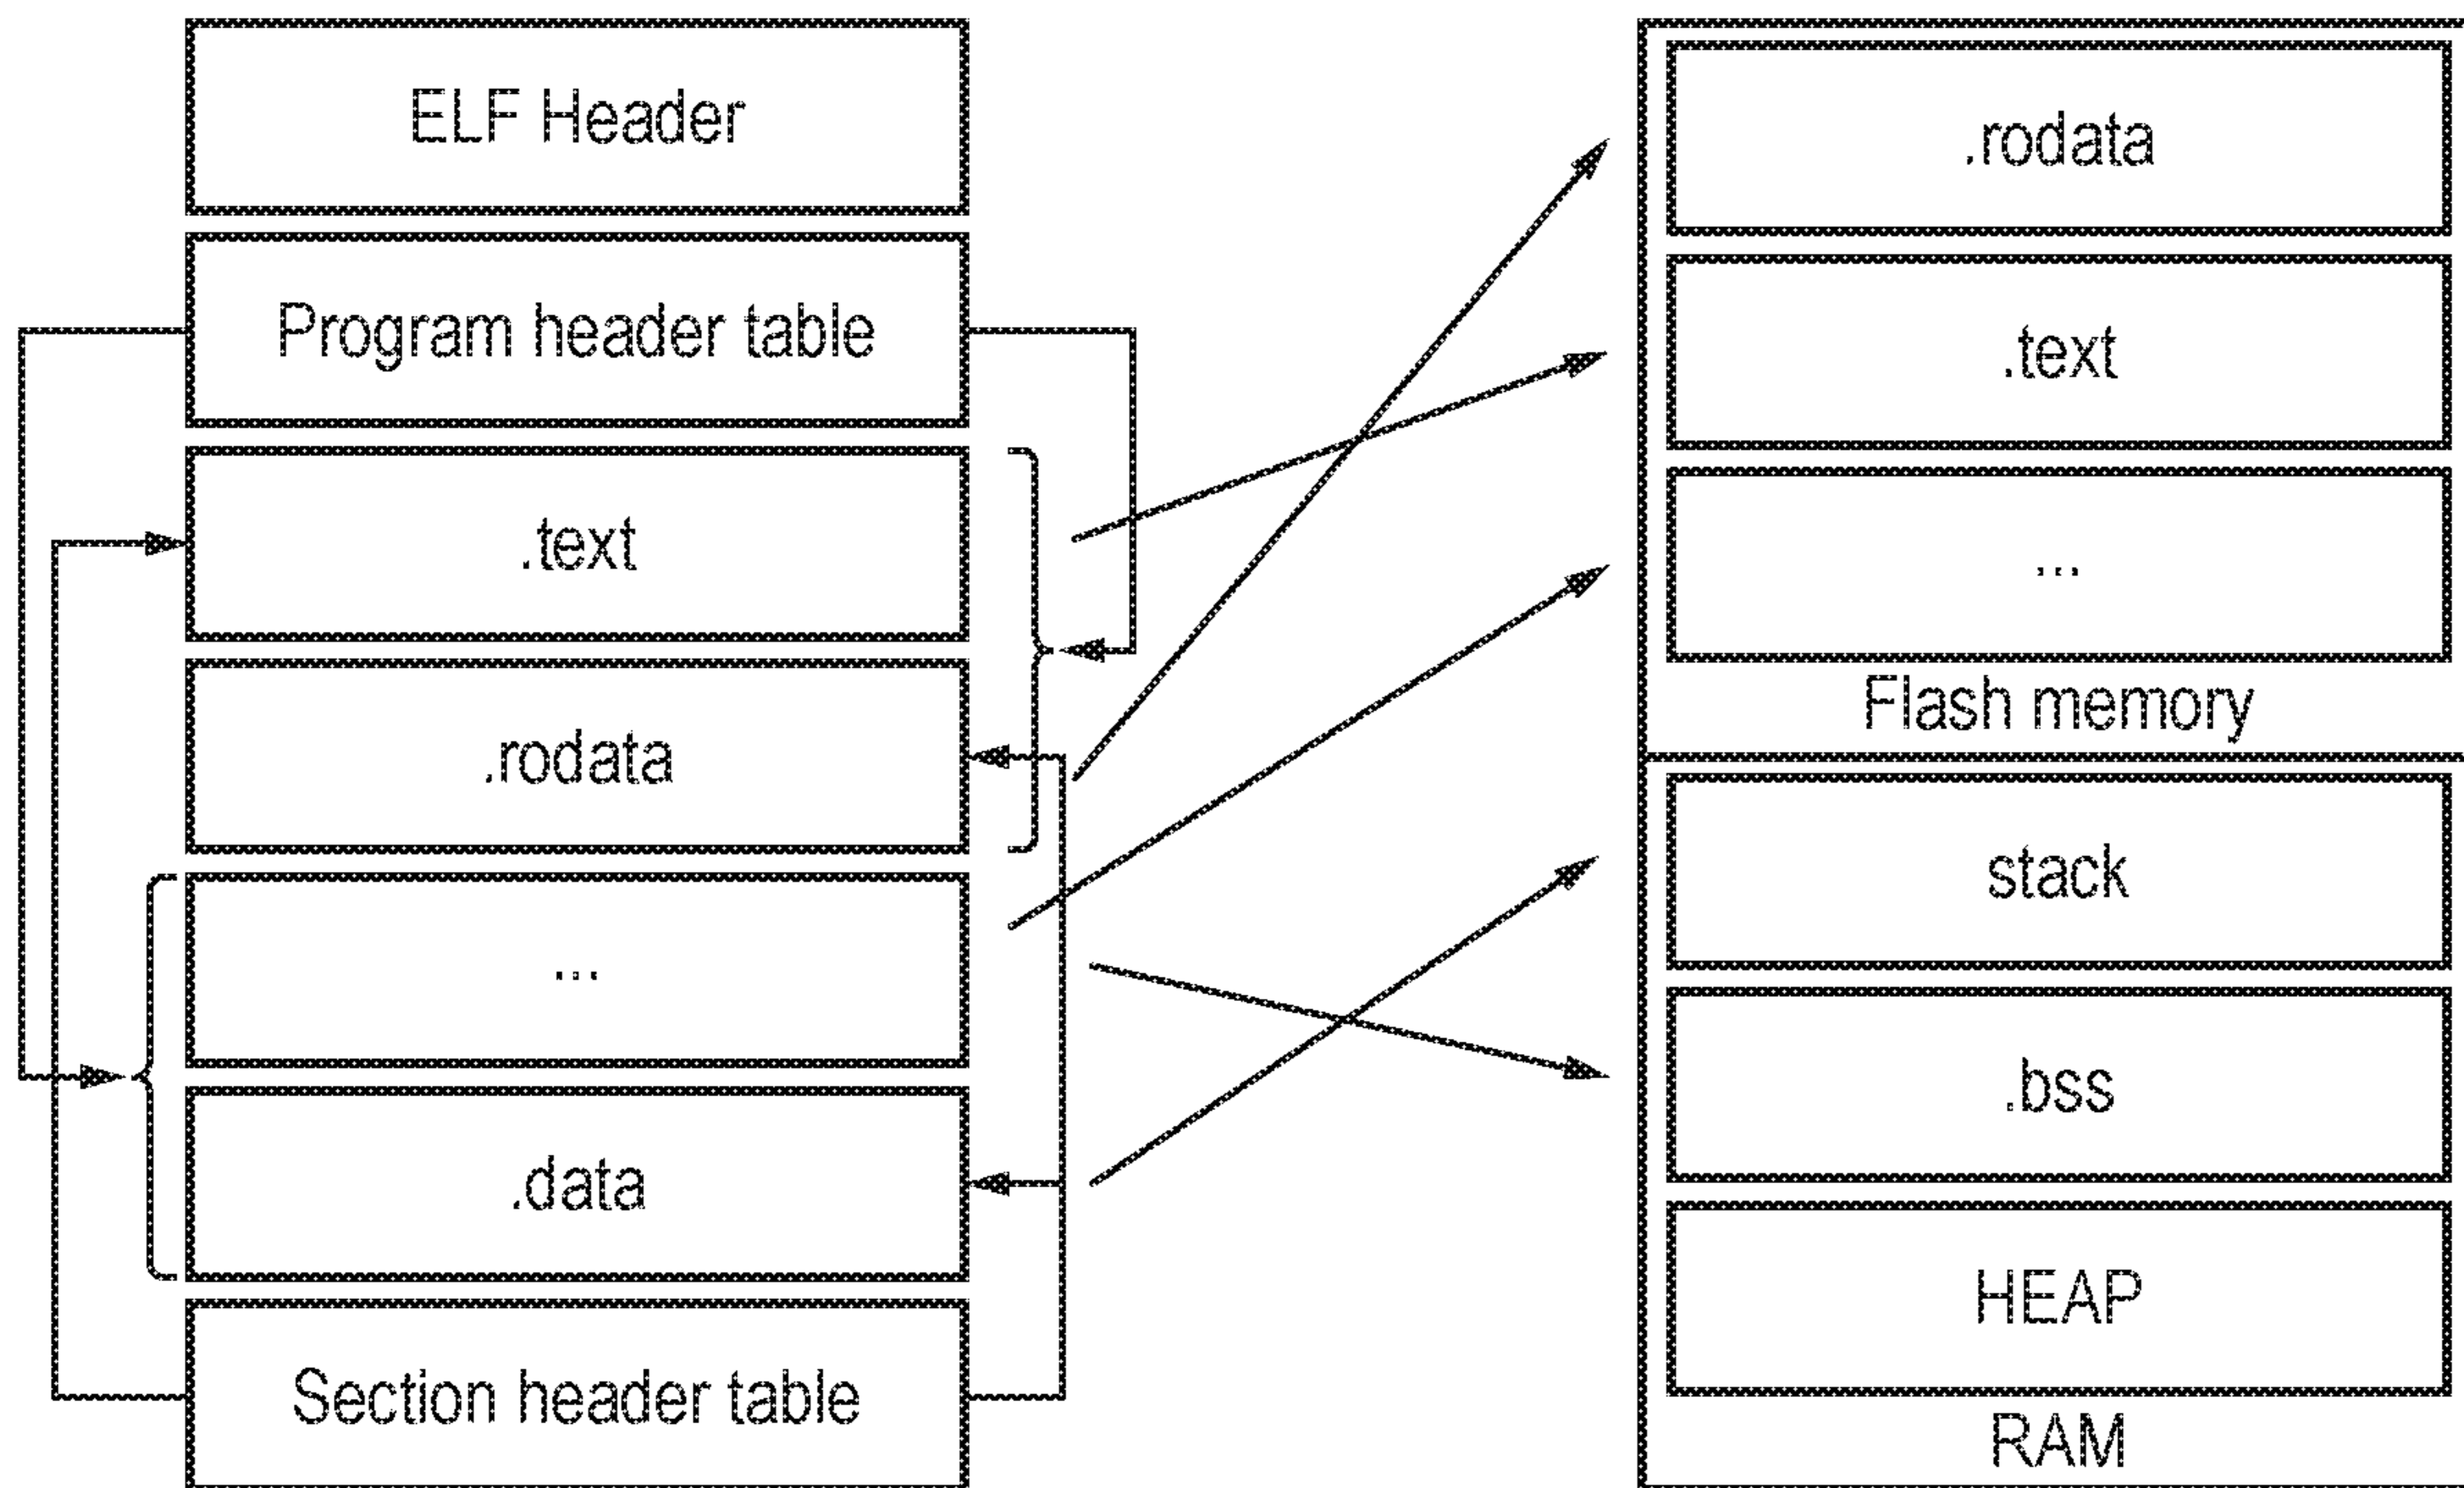 ELF Header
Program header table
.text
.rodata
...
.data
Section header table
.rodata
.text
...
Flash memory
stack
.bss
HEAP
RAM